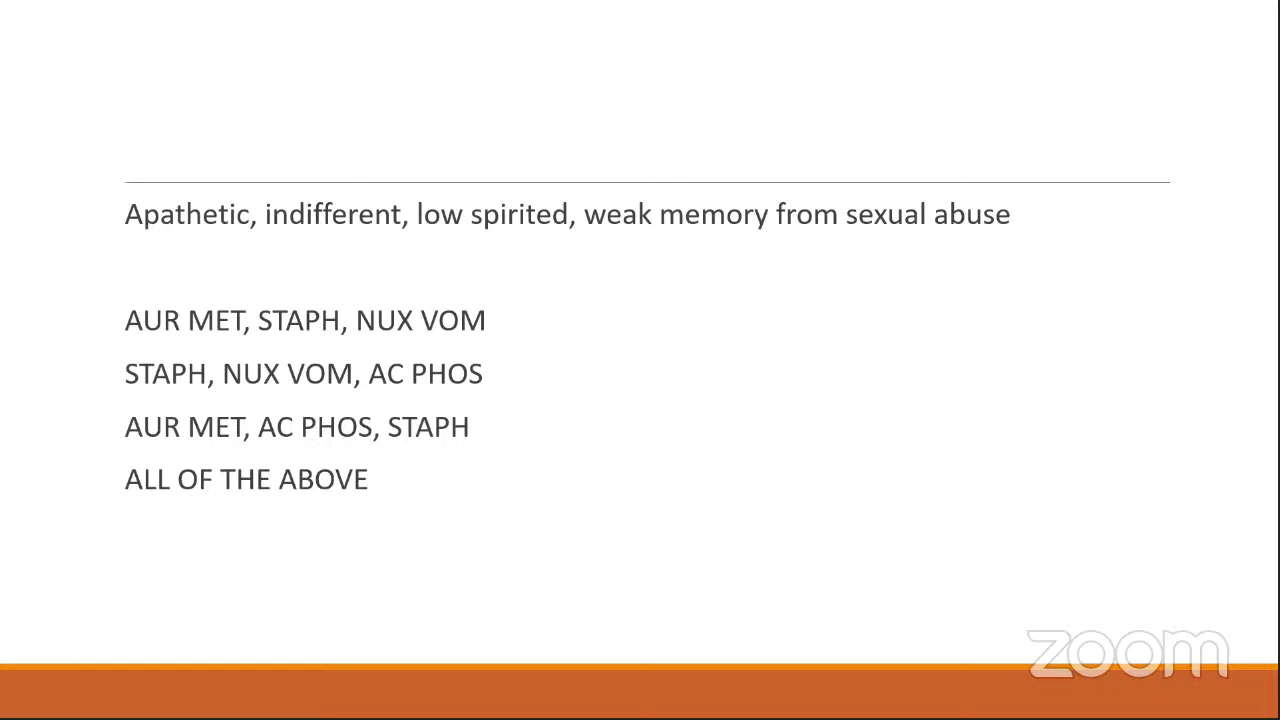 Apathetic, indifferent, low spirited, weak memory from sexual abuse
AUR MET, STAPH, NUX VOM
STAPH, NUX VOM, AC PHOS
AUR MET, AC PHOS, STAPH
ALL OF THE ABOVE
zoom